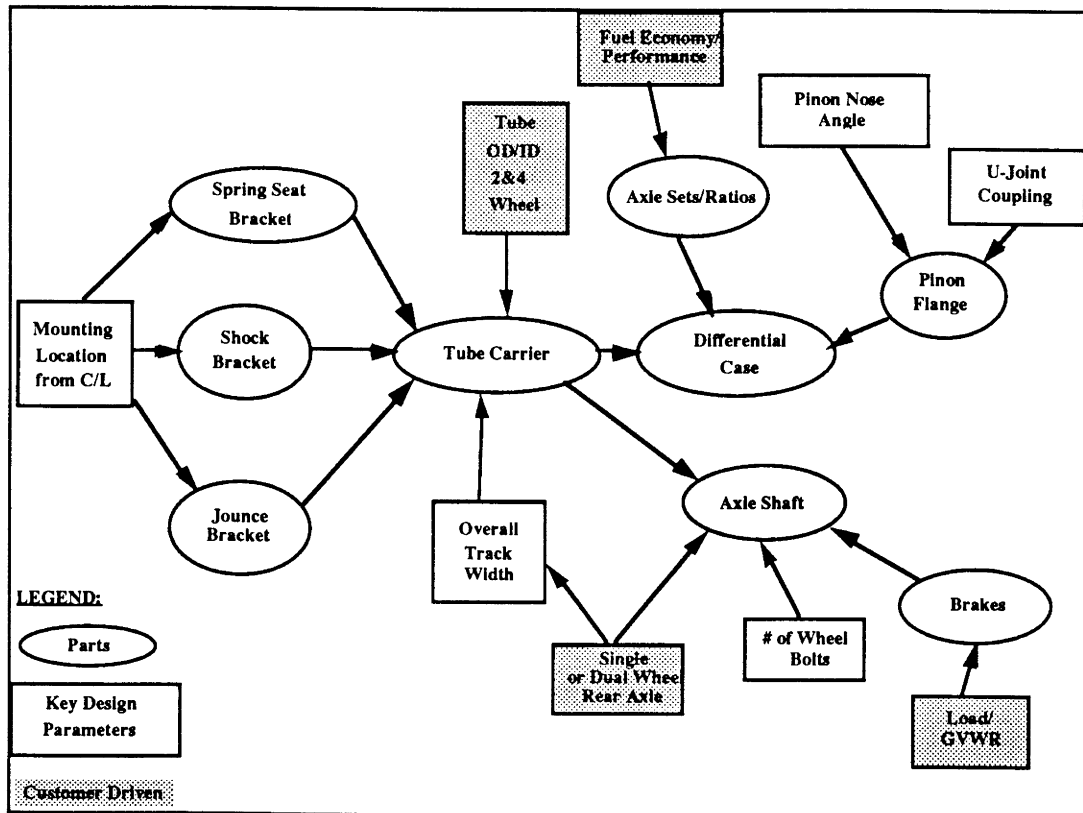 Fuel Economy/
Performance
Pinon Nose
Angle
Tube
OD/ID
2&4
Wheel
U-Joint
Coupling
Spring Seat
Bracket
Axle Sets/Ratios
Pinon
Flange
Mounting
Location
from C/L
Shock
Bracket
Tube Carrier
Differential
Case
Jounce
Bracket
Overall
Track
Width
Axle Shaft
LEGEND:
Parts
Brakes
Single
or Dual Wheel
Rear Axle
# of Wheel
Bolts
Key Design
Parameters
Load/
GVWR
Customer Driven